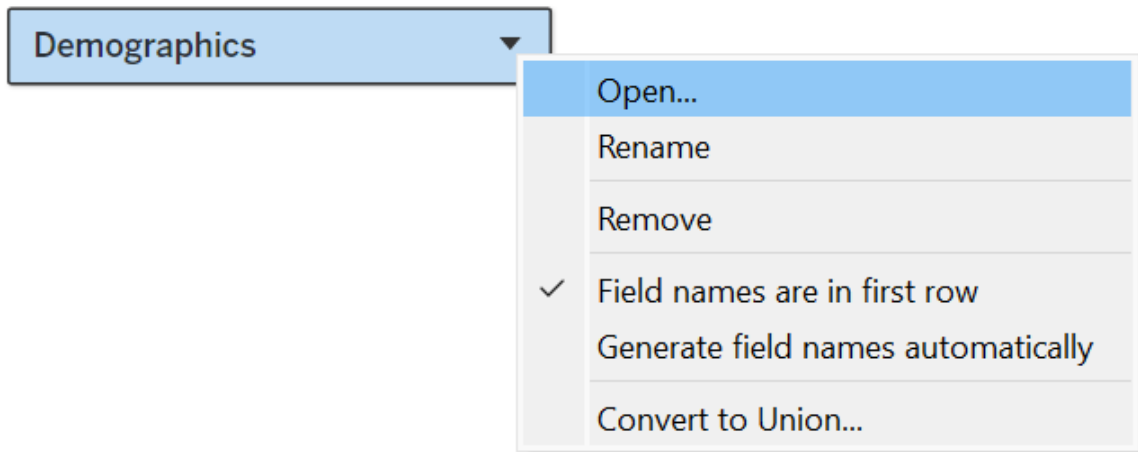 Demographics
Open...
Rename
Remove
Field names are in first row
Generate field names automatically
Convert to Union...